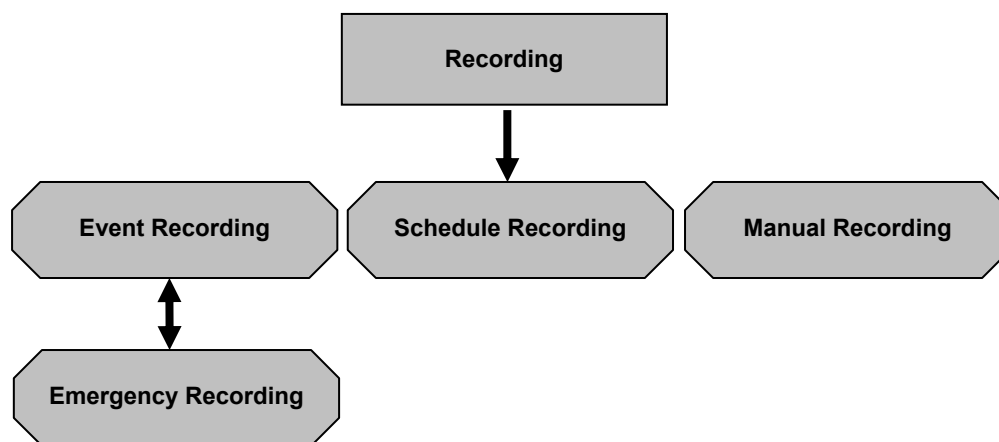 Recording
Event Recording
Schedule Recording
Manual Recording
Emergency Recording